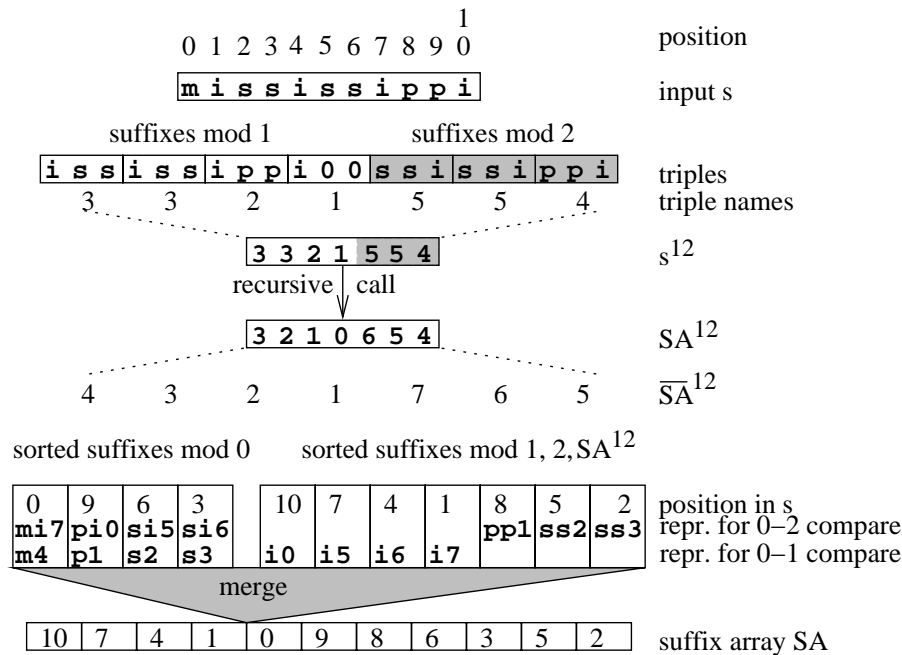 1
0 1 2 3 4 5 6 7 8 9 0 position
m i s s i s s i p p i input s
suffixes mod 1 suffixes mod 2
i s s i s s i p p i 0 0 s s i s s i p p i triples
3 3 2 1 5 5 4 triple names
3 3 2 1 5 5 4 s¹²
recursive call
3 2 1 0 6 5 4 SA¹²
4 3 2 1 7 6 5 S̅A̅¹²
sorted suffixes mod 0 sorted suffixes mod 1, 2, SA¹²
0 9 6 3 10 7 4 1 8 5 2 position in s
mi7 pi0 si5 si6 pp1 ss2 ss3 repr. for 0−2 compare
m4 p1 s2 s3 i0 i5 i6 i7 repr. for 0−1 compare
merge
10 7 4 1 0 9 8 6 3 5 2 suffix array SA